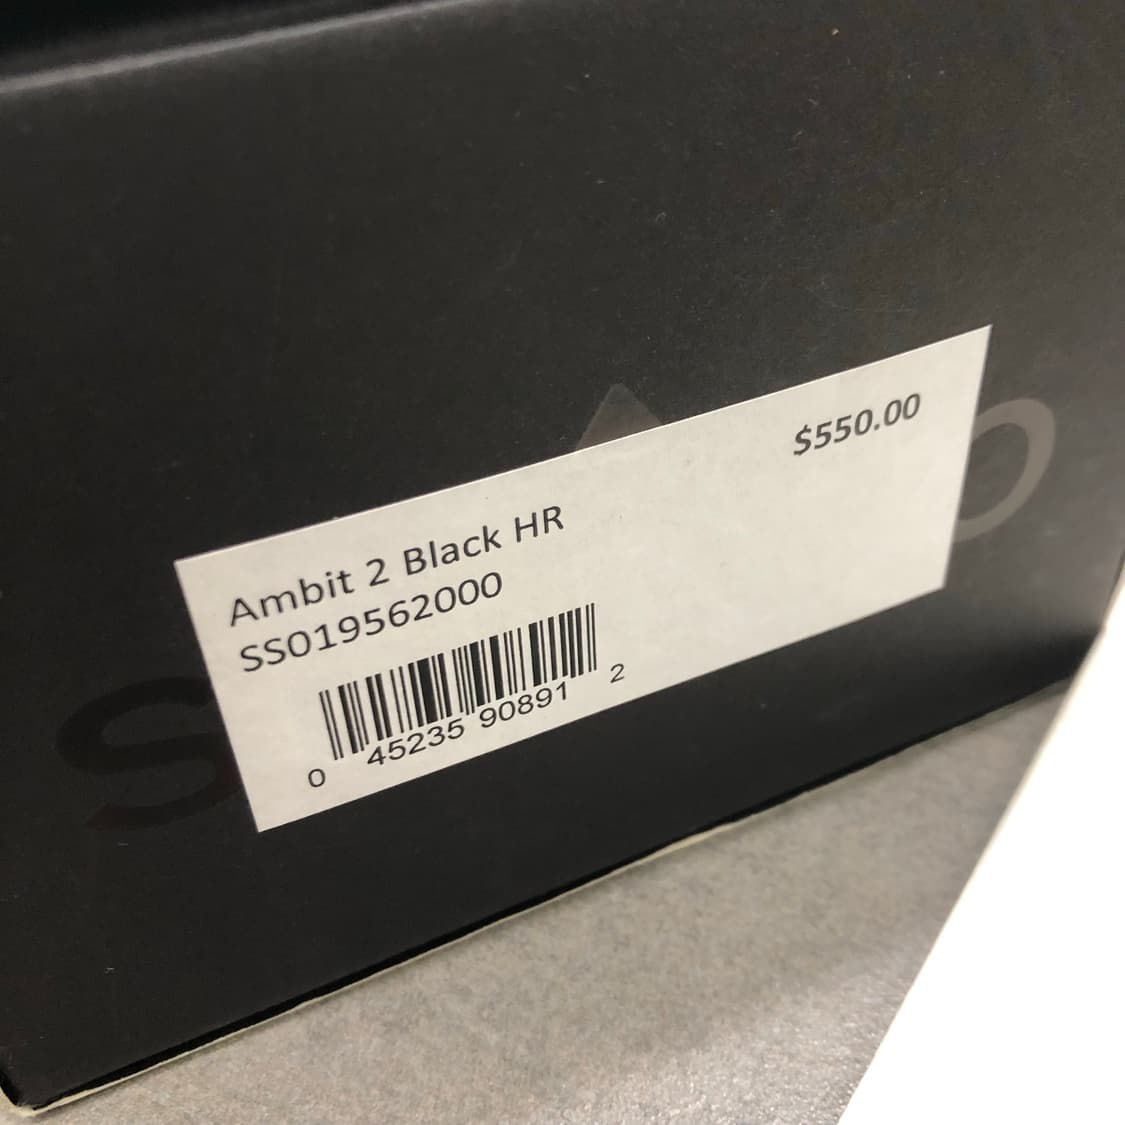 $550.00
Ambit 2 Black HR
SS019562000
0 45235 90891 2